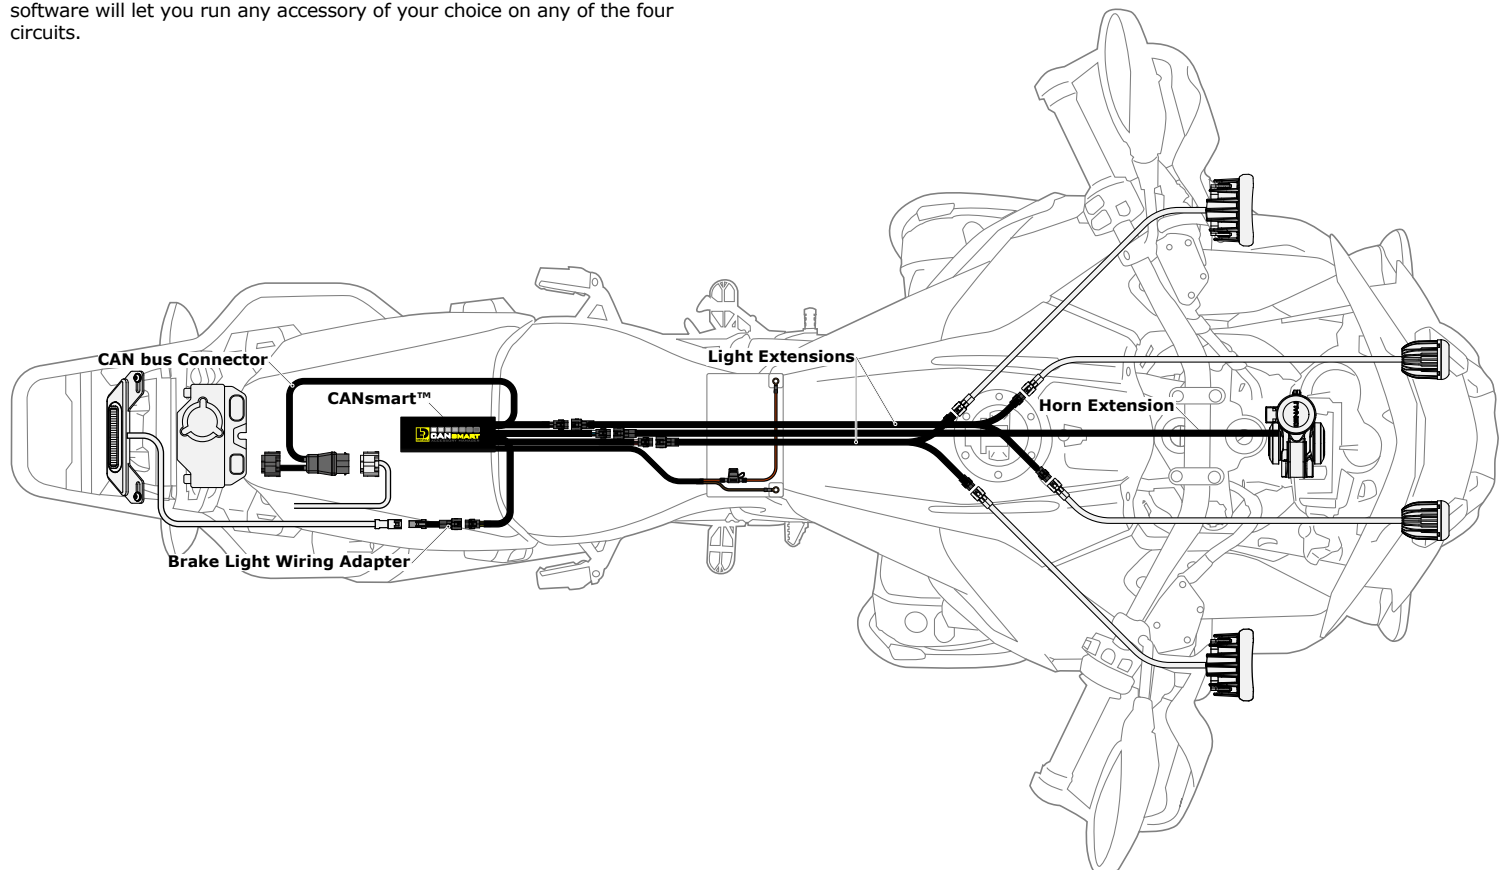 software will let you run any accessory of your choice on any of the four
circuits.
CAN bus Connector
CANsmart™
Light Extensions
Horn Extension
CANSMART
Brake Light Wiring Adapter